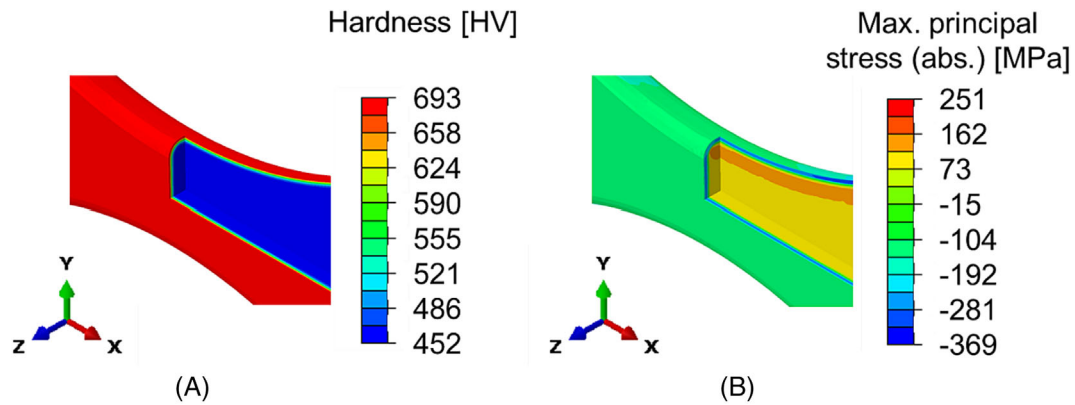 Hardness [HV]
693
658
624
590
555
521
486
452
Y
Z
X
(A)
Max. principal
stress (abs.) [MPa]
251
162
73
-15
-104
-192
-281
-369
Y
Z
X
(B)